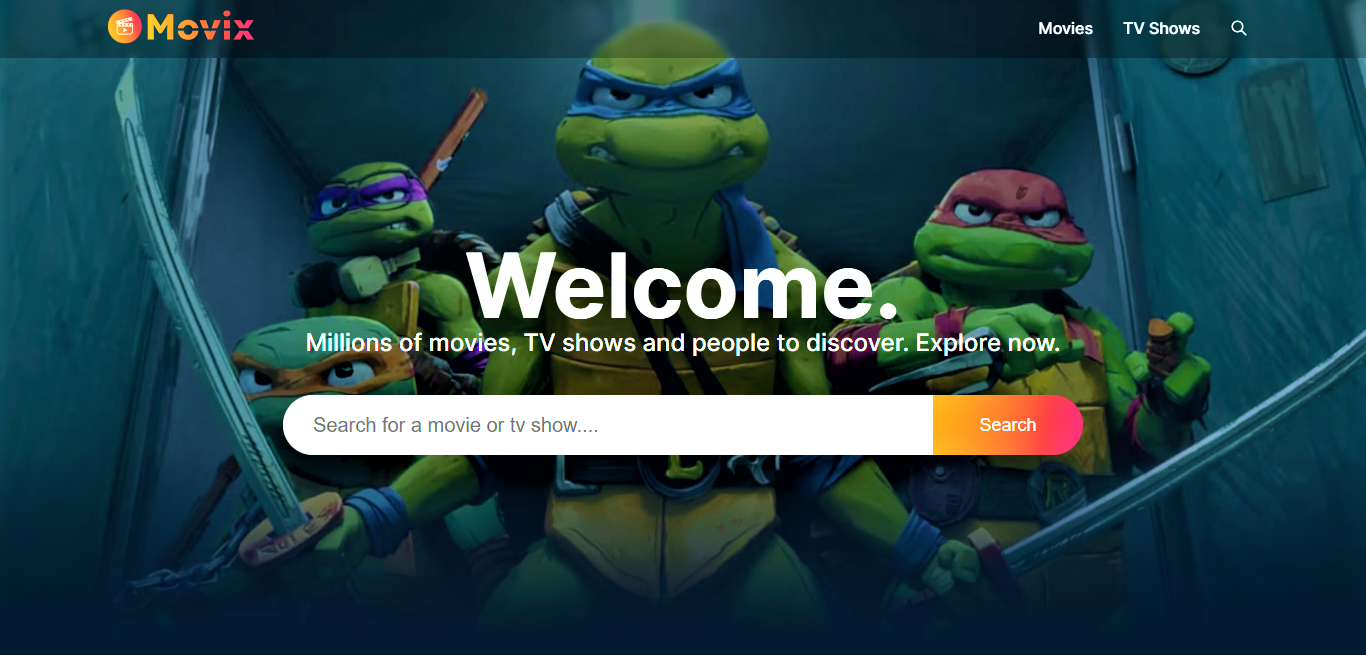 Movix
Movies
TV Shows
Welcome.
Millions of movies, TV shows and people to discover. Explore now.
Search for a movie or tv show....
Search
L